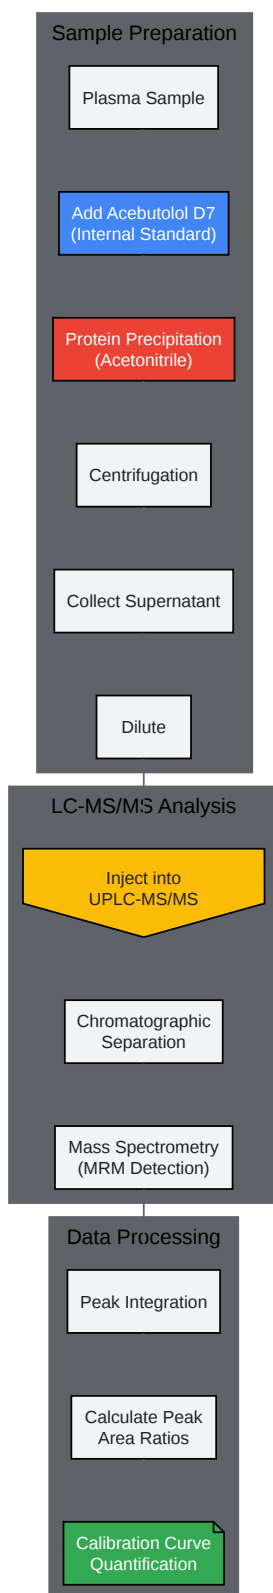 Sample Preparation
Plasma Sample
Add Acebutolol D7
(Internal Standard)
Protein Precipitation
(Acetonitrile)
Centrifugation
Collect Supernatant
Dilute
LC-MS/MS Analysis
Inject into
UPLC-MS/MS
Chromatographic
Separation
Mass Spectrometry
(MRM Detection)
Data Processing
Peak Integration
Calculate Peak
Area Ratios
Calibration Curve
Quantification